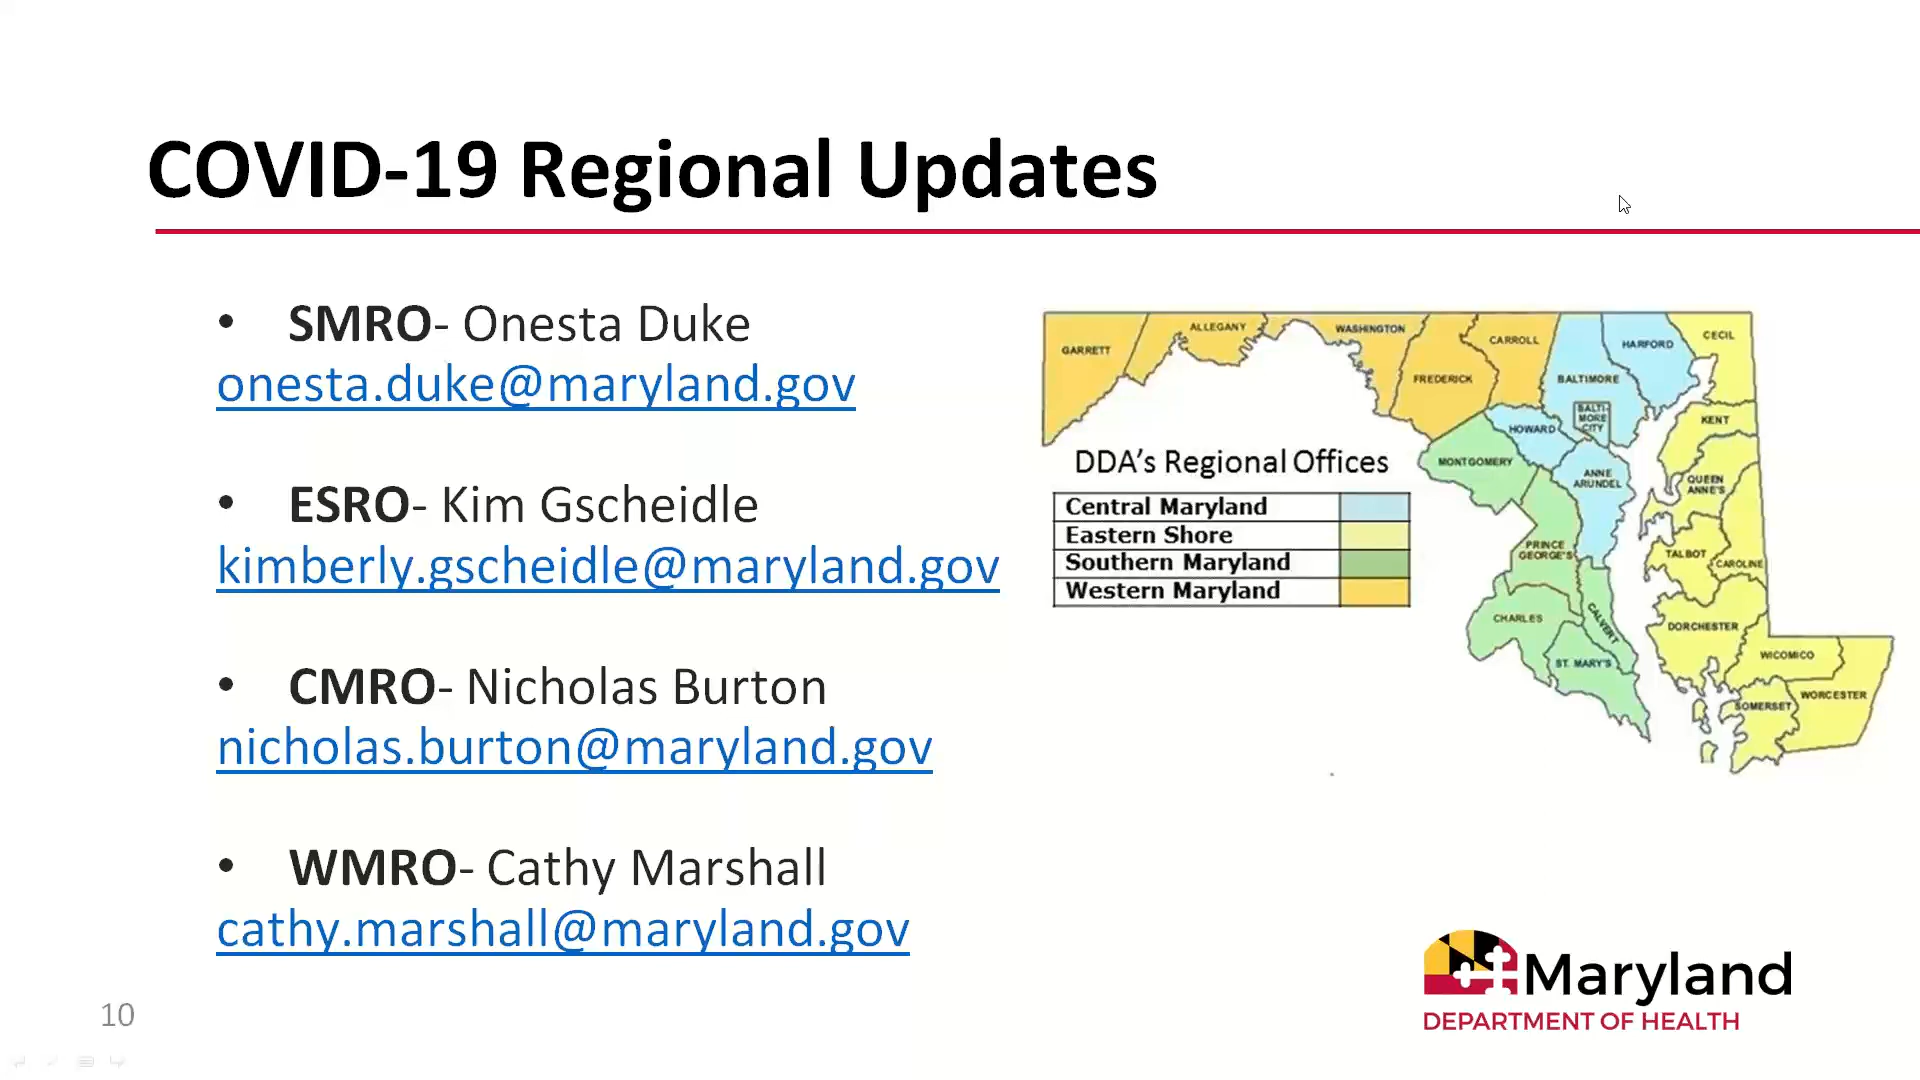 COVID-19 Regional Updates
• SMRO- Onesta Duke
onesta.duke@maryland.gov
• ESRO- Kim Gscheidle
kimberly.gscheidle@maryland.gov
• CMRO- Nicholas Burton
nicholas.burton@maryland.gov
• WMRO- Cathy Marshall
cathy.marshall@maryland.gov
GARRETT
ALLEGANY
WASHINGTON
FREDERICK
CARROLL
BALTIMORE
HARFORD
CECIL
BALTI-
MORE
CITY
HOWARD
KENT
MONTGOMERY
ANNE
ARUNDEL
QUEEN
ANNE'S
PRINCE
GEORGE'S
TALBOT
CAROLINE
CHARLES
CALVERT
DORCHESTER
ST. MARY'S
WICOMICO
SOMERSET
WORCESTER
DDA's Regional Offices
Central Maryland
Eastern Shore
Southern Maryland
Western Maryland
10
Maryland
DEPARTMENT OF HEALTH